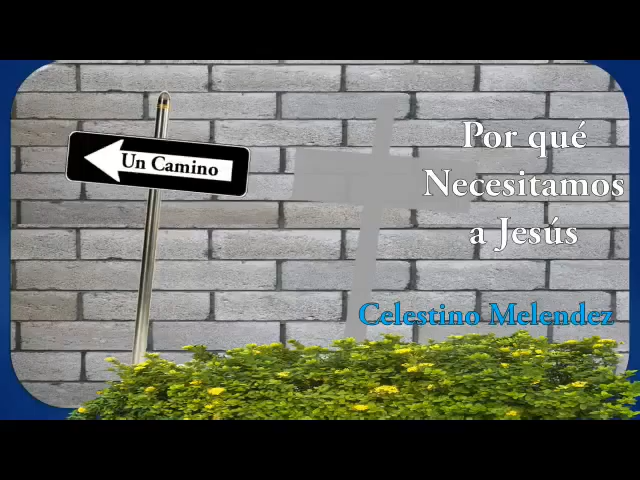 Un Camino
Por qué
Necesitamos
a Jesús
Celestino Melendez